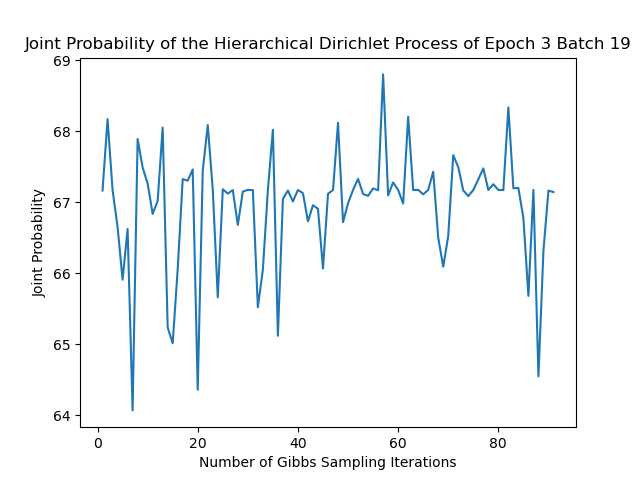 Joint Probability of the Hierarchical Dirichlet Process of Epoch 3 Batch 19
69
68
67
66
65
64
Joint Probability
0 20 40 60 80
Number of Gibbs Sampling Iterations